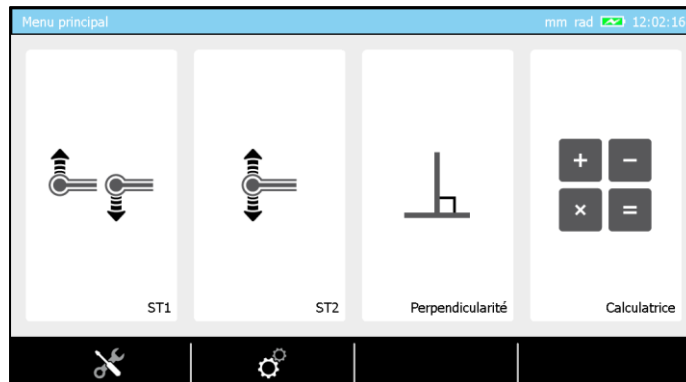 Menu principal mm rad 12:02:16
+ −
× =
ST1 ST2 Perpendicularité Calculatrice